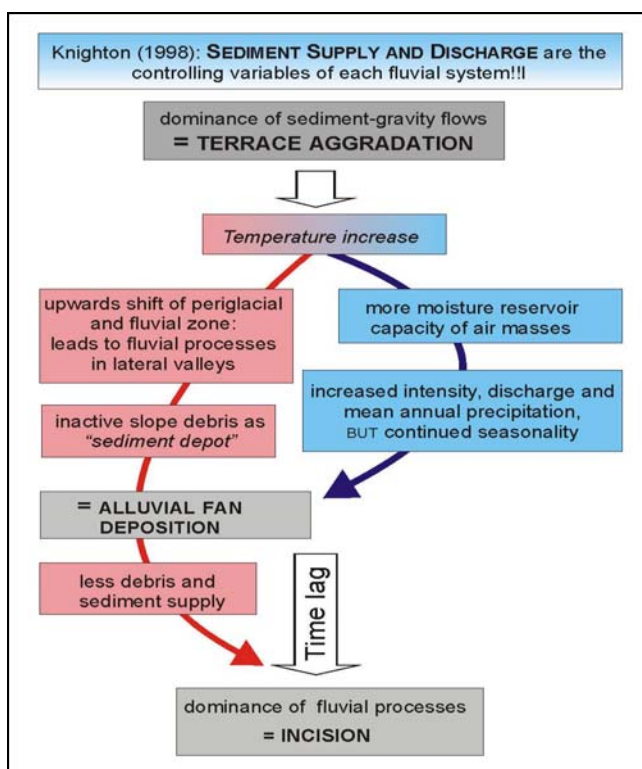 Knighton (1998): SEDIMENT SUPPLY AND DISCHARGE are the
controlling variables of each fluvial system!!!
dominance of sediment-gravity flows
= TERRACE AGGRADATION
Temperature increase
upwards shift of periglacial
and fluvial zone:
leads to fluvial processes
in lateral valleys
more moisture reservoir
capacity of air masses
increased intensity, discharge and
mean annual precipitation,
BUT continued seasonality
inactive slope debris as
"sediment depot"
= ALLUVIAL FAN
DEPOSITION
less debris and
sediment supply
Time lag
dominance of fluvial processes
= INCISION